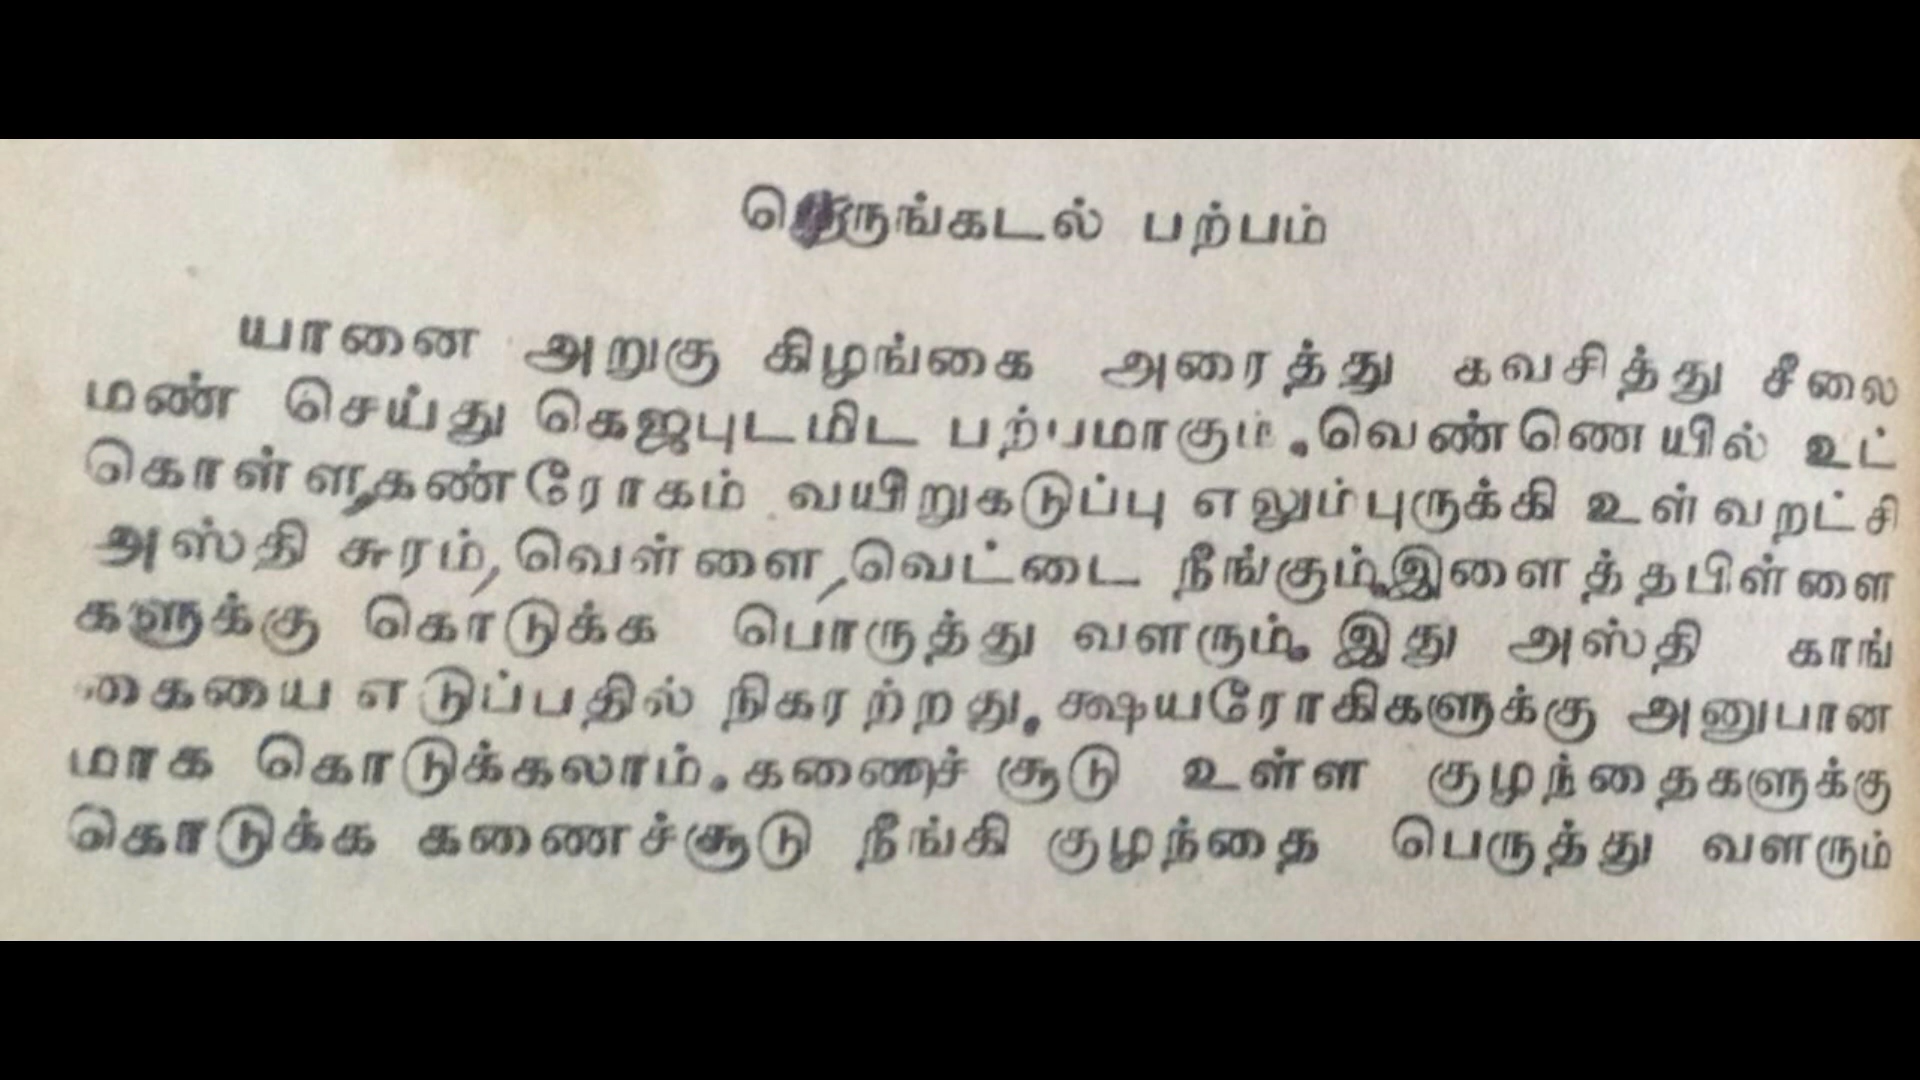 பற்பம்
யானை அறுகு கிழங்கை அரைத்து கவசித்து சீலை
மண் செய்து கெஜபுடமிட பற்பமாகும்.வெண்ணெயில் உட்
கொள்ள,கண்ரோகம் வயிறுகடுப்பு எலும்புருக்கி உள்வறட்சி
அஸ்தி சுரம்,வெள்ளை,வெட்டை நீங்கும்.இளைத்தபிள்ளை
களுக்கு கொடுக்க பொருத்து வளரும். இது அஸ்தி காங்
கையை எடுப்பதில் நிகரற்றது.க்ஷயரோகிகளுக்கு அனுபான
மாக கொடுக்கலாம்.கணைச் சூடு உள்ள குழந்தைகளுக்கு
கொடுக்க கணைச்சூடு நீங்கி குழந்தை பெருத்து வளரும்